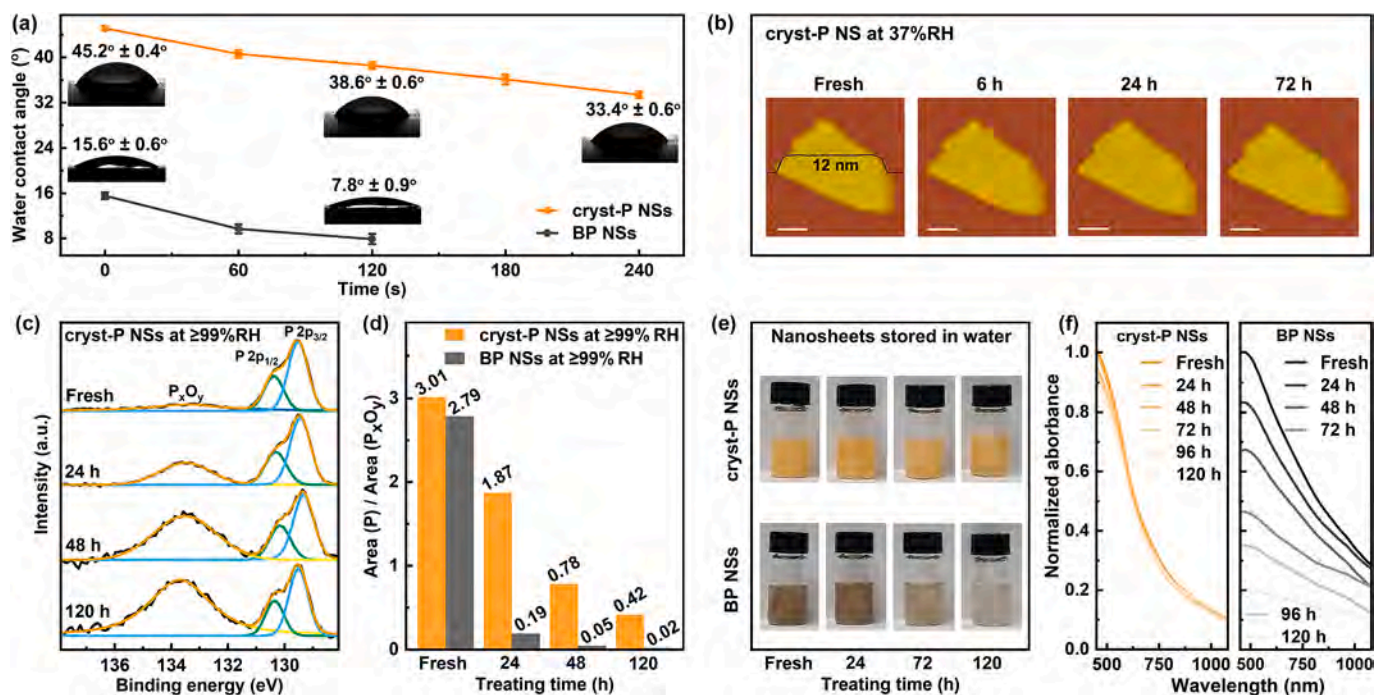 (a)
Water contact angle (°)
40
32
24
16
8
45.2° ± 0.4°
38.6° ± 0.6°
33.4° ± 0.6°
15.6° ± 0.6°
7.8° ± 0.9°
cryst-P NSs
BP NSs
0 60 120 180 240
Time (s)
(b)
cryst-P NS at 37%RH
Fresh 6 h 24 h 72 h
12 nm
(c)
cryst-P NSs at ≥99%RH
P 2p3/2
P 2p1/2
PxOy
Fresh
24 h
48 h
120 h
Intensity (a.u.)
136 134 132 130
Binding energy (eV)
(d)
cryst-P NSs at ≥99% RH
BP NSs at ≥99% RH
Area (P) / Area (PxOy)
3
2
1
0
3.01
2.79
1.87
0.19
0.78
0.05
0.42
0.02
Fresh 24 48 120
Treating time (h)
(e)
Nanosheets stored in water
cryst-P NSs
BP NSs
Fresh 24 72 120
Treating time (h)
(f)
cryst-P NSs
Fresh
24 h
48 h
72 h
96 h
120 h
BP NSs
Fresh
24 h
48 h
72 h
96 h
120 h
Normalized absorbance
1.0
0.8
0.6
0.4
0.2
0.0
500 750 1000 500 750 1000
Wavelength (nm)